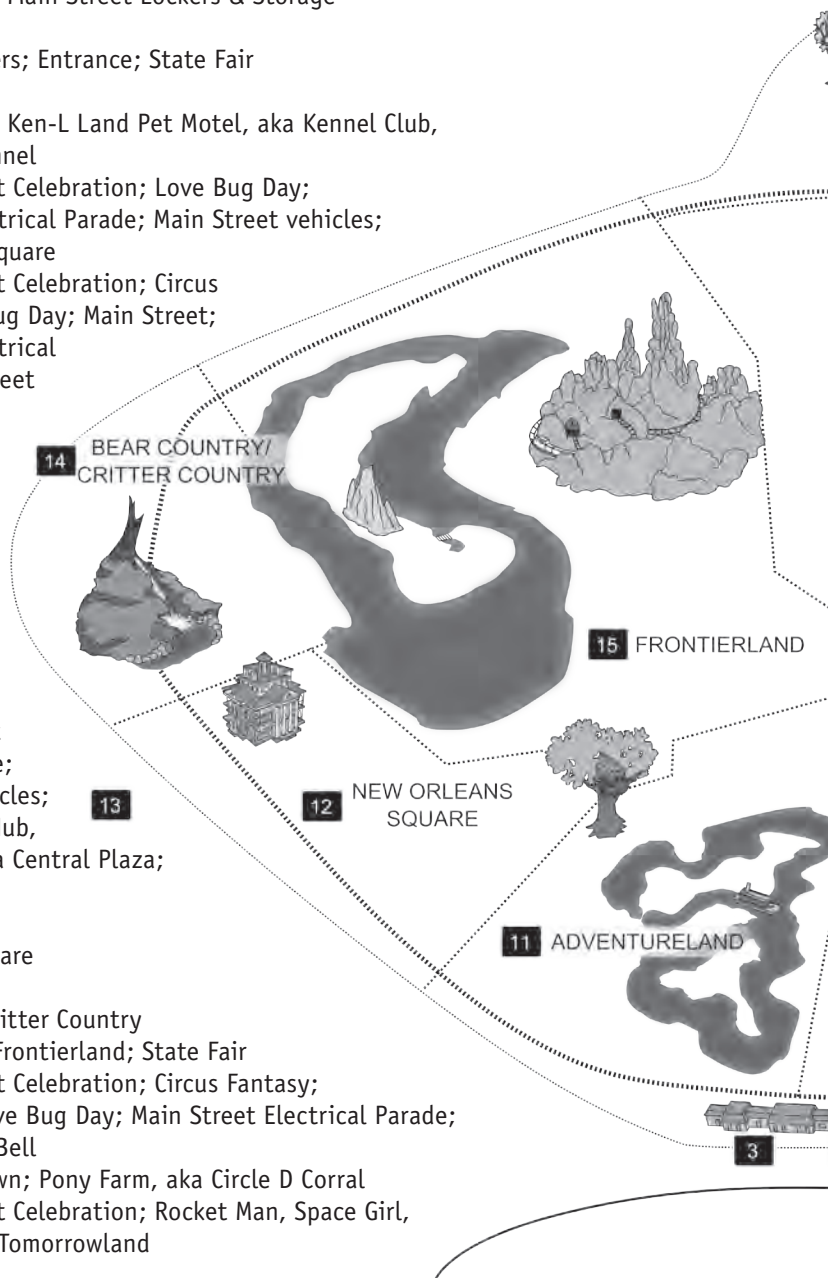 Main Street Lockers & Storage
ers; Entrance; State Fair
Ken-L Land Pet Motel, aka Kennel Club,
nnel
t Celebration; Love Bug Day;
trical Parade; Main Street vehicles;
quare
t Celebration; Circus
ug Day; Main Street;
trical
eet
14 BEAR COUNTRY/
CRITTER COUNTRY
15 FRONTIERLAND
e;
cles;
13
12 NEW ORLEANS
SQUARE
Hub,
a Central Plaza;
11 ADVENTURELAND
are
itter Country
Frontierland; State Fair
t Celebration; Circus Fantasy;
ve Bug Day; Main Street Electrical Parade;
Bell
3
wn; Pony Farm, aka Circle D Corral
t Celebration; Rocket Man, Space Girl,
Tomorrowland